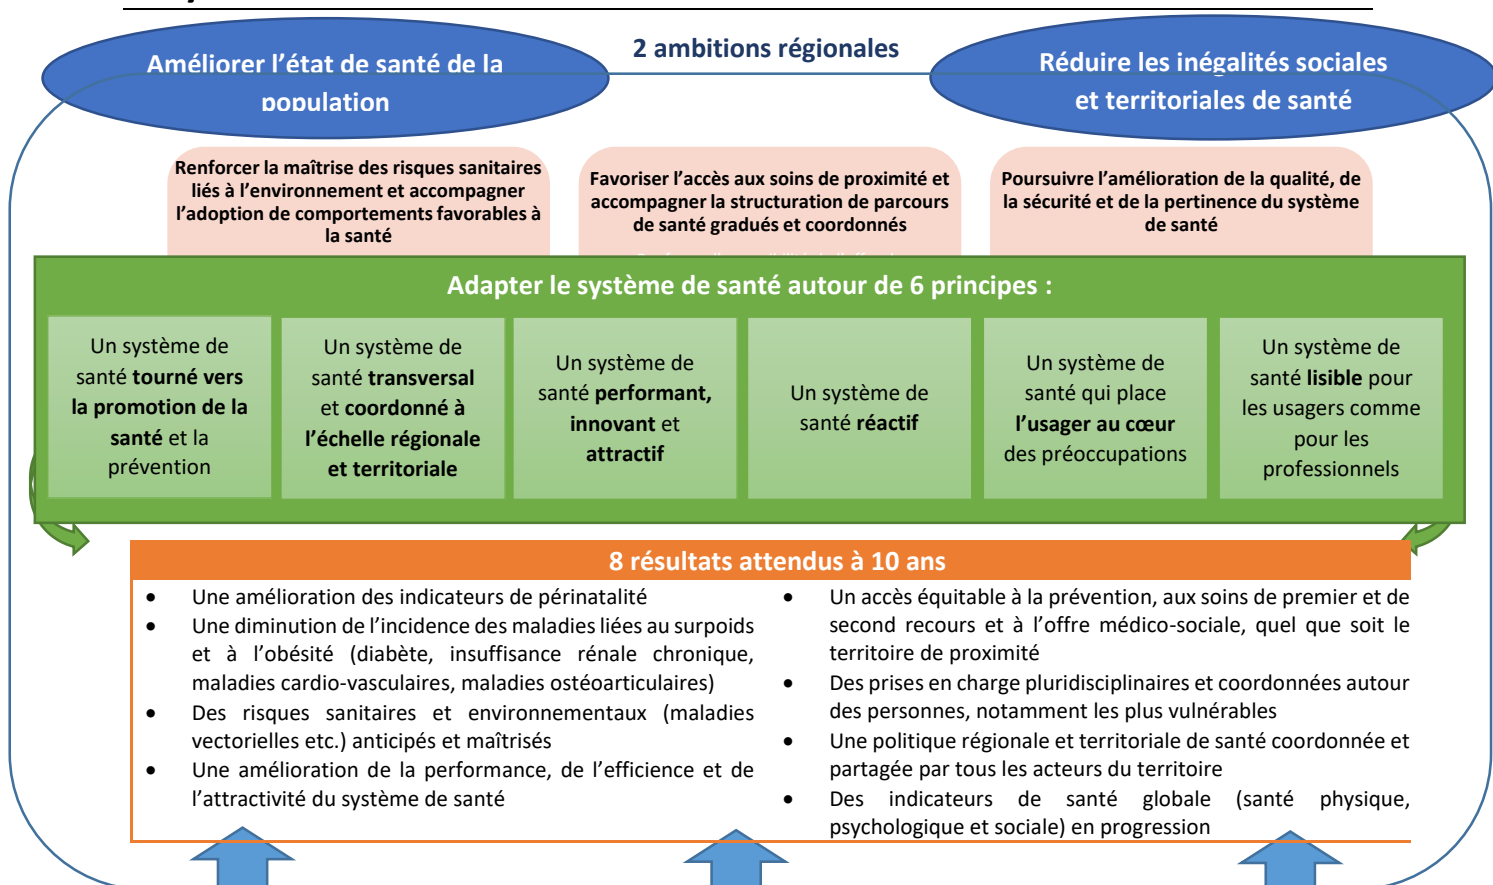 2 ambitions régionales
Améliorer l’état de santé de la
population
Réduire les inégalités sociales
et territoriales de santé
Renforcer la maîtrise des risques sanitaires
liés à l’environnement et accompagner
l’adoption de comportements favorables à
la santé
Favoriser l’accès aux soins de proximité et
accompagner la structuration de parcours
de santé gradués et coordonnés
Poursuivre l’amélioration de la qualité, de
la sécurité et de la pertinence du système
de santé
Adapter le système de santé autour de 6 principes :
Un système de
santé tourné vers
la promotion de la
santé et la
prévention
Un système de
santé transversal
et coordonné à
l’échelle régionale
et territoriale
Un système de
santé performant,
innovant et
attractif
Un système de
santé réactif
Un système de
santé qui place
l’usager au cœur
des préoccupations
Un système de
santé lisible pour
les usagers comme
pour les
professionnels
8 résultats attendus à 10 ans
• Une amélioration des indicateurs de périnatalité
• Une diminution de l’incidence des maladies liées au surpoids
et à l’obésité (diabète, insuffisance rénale chronique,
maladies cardio-vasculaires, maladies ostéoarticulaires)
• Des risques sanitaires et environnementaux (maladies
vectorielles etc.) anticipés et maîtrisés
• Une amélioration de la performance, de l’efficience et de
l’attractivité du système de santé
• Un accès équitable à la prévention, aux soins de premier et de
second recours et à l’offre médico-sociale, quel que soit le
territoire de proximité
• Des prises en charge pluridisciplinaires et coordonnées autour
des personnes, notamment les plus vulnérables
• Une politique régionale et territoriale de santé coordonnée et
partagée par tous les acteurs du territoire
• Des indicateurs de santé globale (santé physique,
psychologique et sociale) en progression